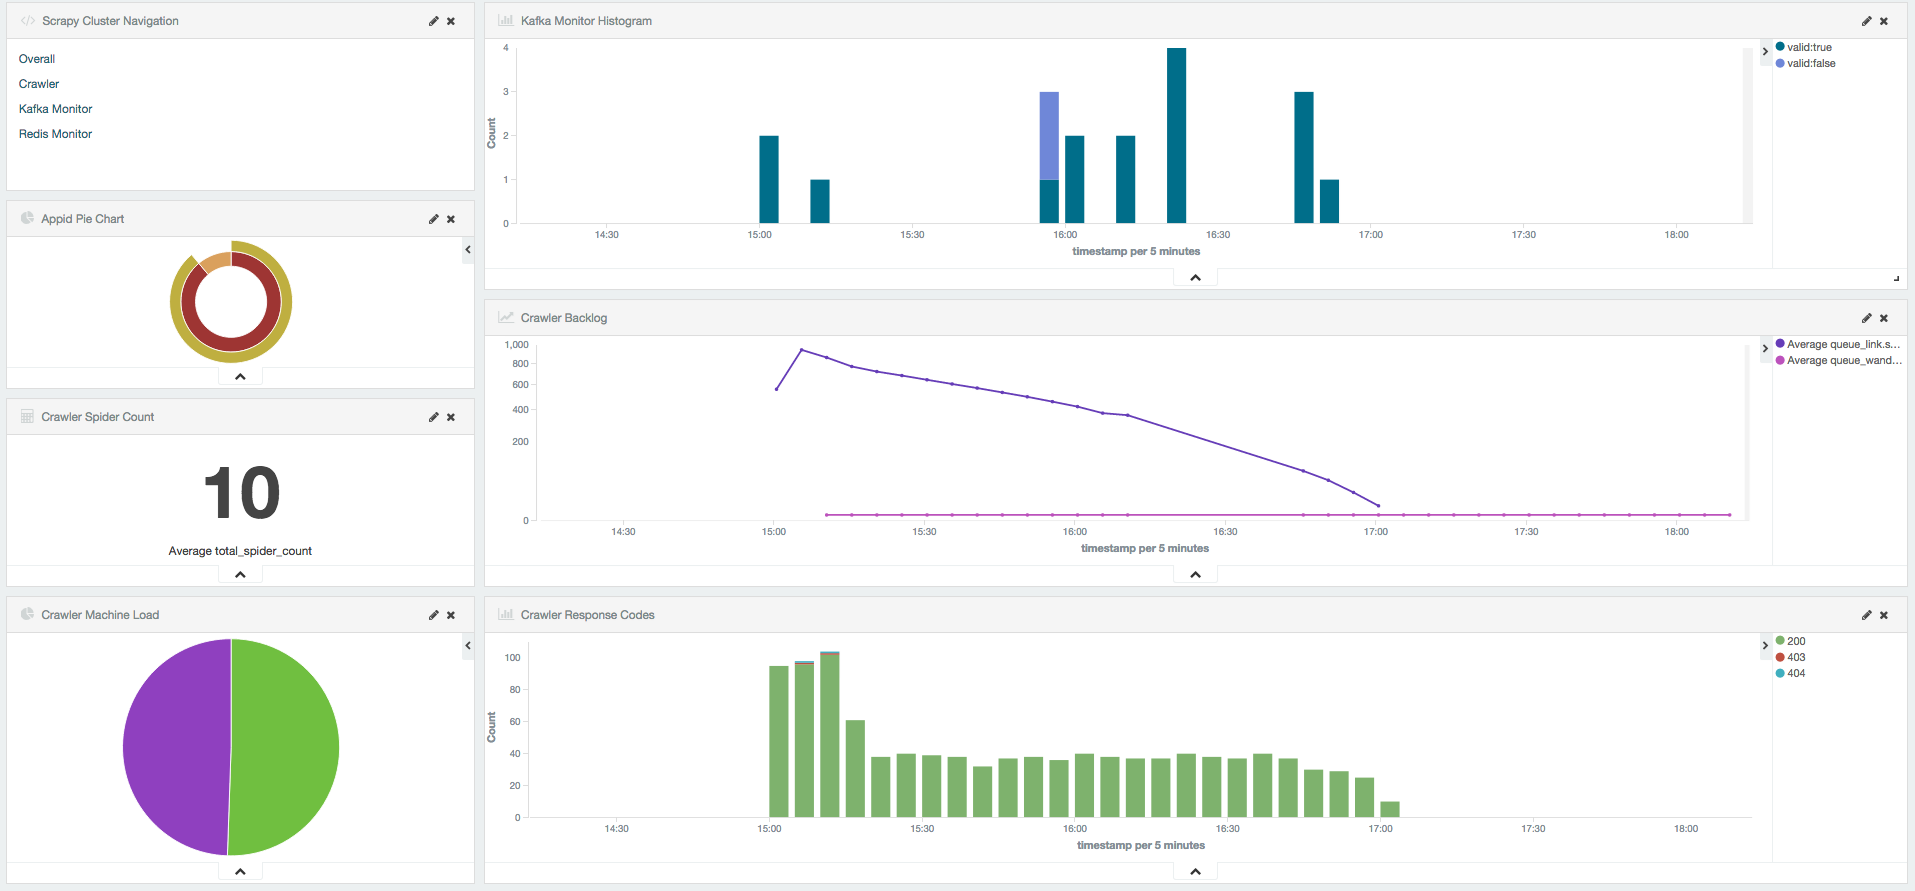 Scrapy Cluster Navigation
Overall
Crawler
Kafka Monitor
Redis Monitor
Appid Pie Chart
Crawler Spider Count
10
Average total_spider_count
Crawler Machine Load
Kafka Monitor Histogram
4
3
2
1
0
Count
14:30 15:00 15:30 16:00 16:30 17:00 17:30 18:00
timestamp per 5 minutes
valid:true
valid:false
Crawler Backlog
1,000
800
600
400
200
0
14:30 15:00 15:30 16:00 16:30 17:00 17:30 18:00
timestamp per 5 minutes
Average queue_link.s...
Average queue_wand...
Crawler Response Codes
100
80
60
40
20
0
Count
14:30 15:00 15:30 16:00 16:30 17:00 17:30 18:00
timestamp per 5 minutes
200
403
404